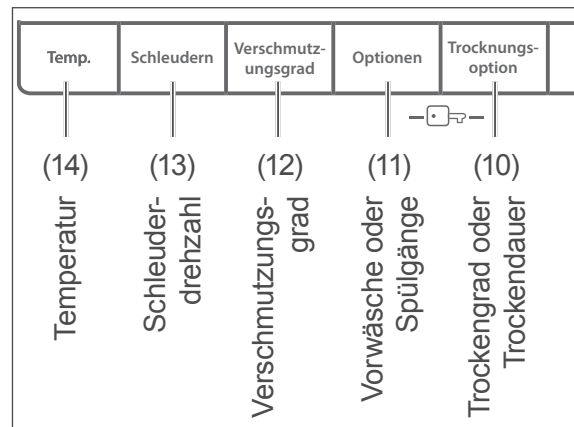 Temp.
Schleudern
Verschmutz-
ungsgrad
Optionen
Trocknungs-
option
(14)
(13)
(12)
(11)
(10)
Temperatur
Schleuder-
drehzahl
Verschmutzungs-
grad
Vorwäsche oder
Spülgänge
Trockengrad oder
Trockendauer